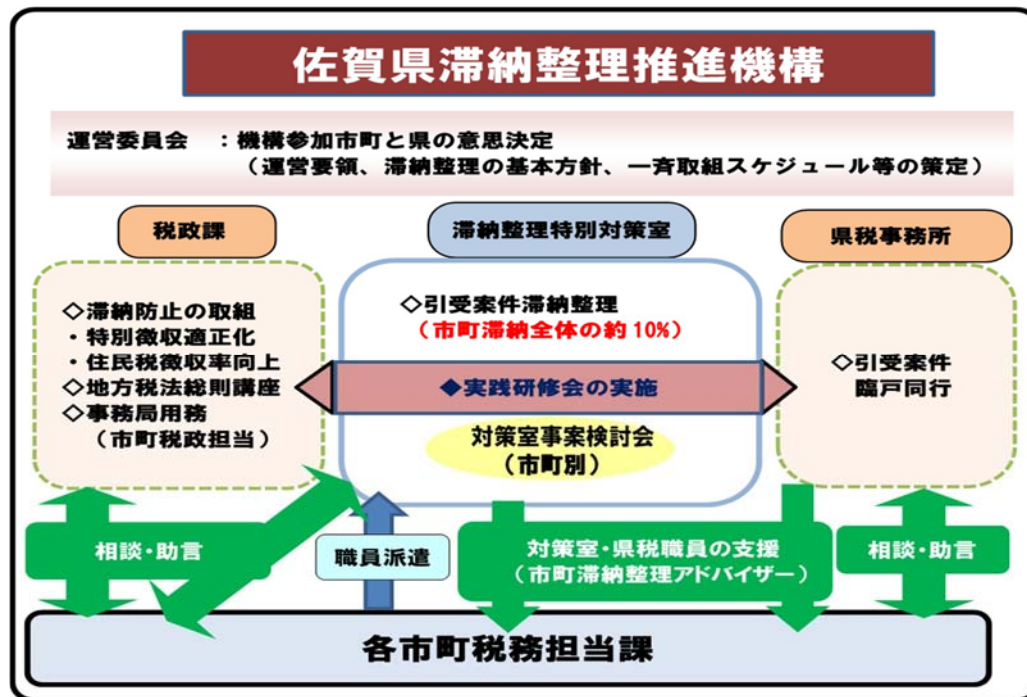 佐賀県滞納整理推進機構
運営委員会 ：機構参加市町と県の意思決定
（運営要領、滞納整理の基本方針、一斉取組スケジュール等の策定）
税政課
滞納整理特別対策室
県税事務所
◇滞納防止の取組
・特別徴収適正化
・住民税徴収率向上
◇地方税法総則講座
◇事務局用務
（市町税政担当）
◇引受案件滞納整理
（市町滞納全体の約10%）
◆実践研修会の実施
対策室事案検討会
（市町別）
◇引受案件
臨戸同行
相談・助言
職員派遣
対策室・県税職員の支援
（市町滞納整理アドバイザー）
相談・助言
各市町税務担当課